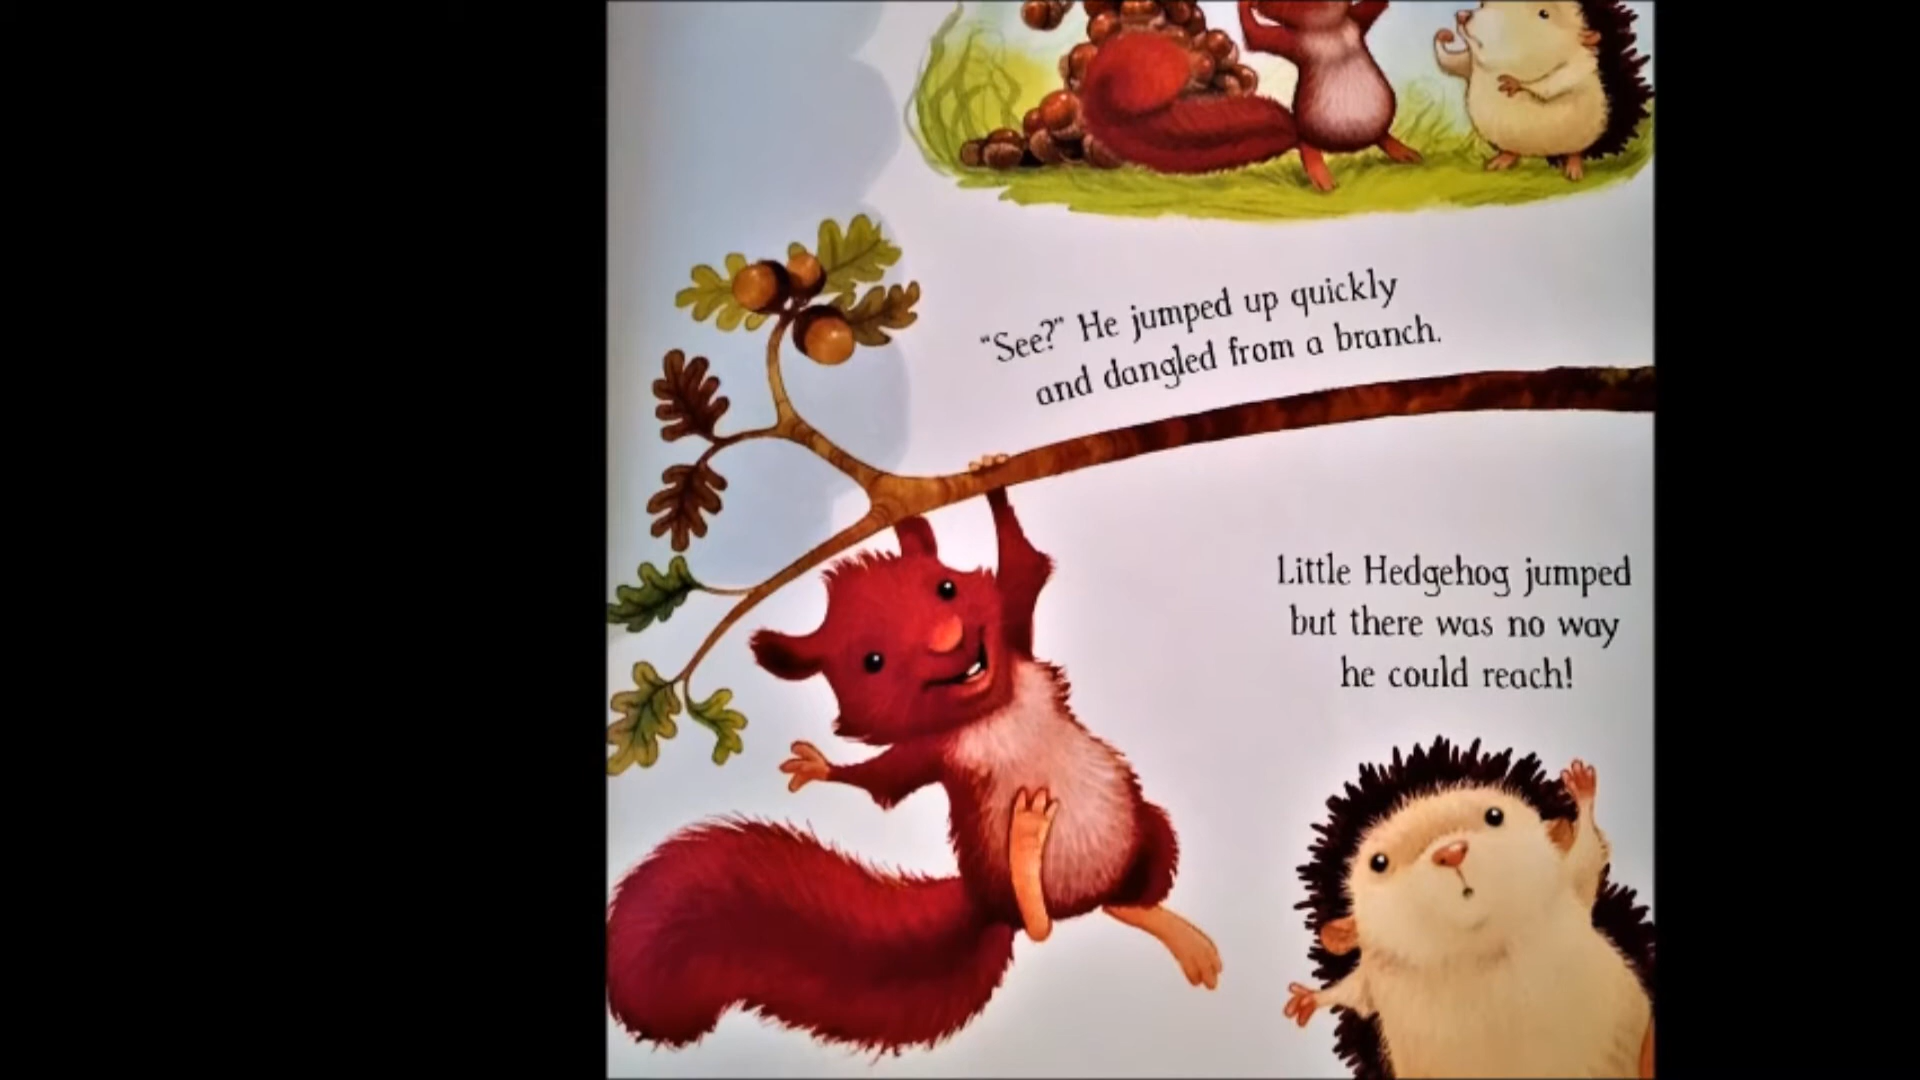 “See?” He jumped up quickly
and dangled from a branch.
Little Hedgehog jumped
but there was no way
he could reach!